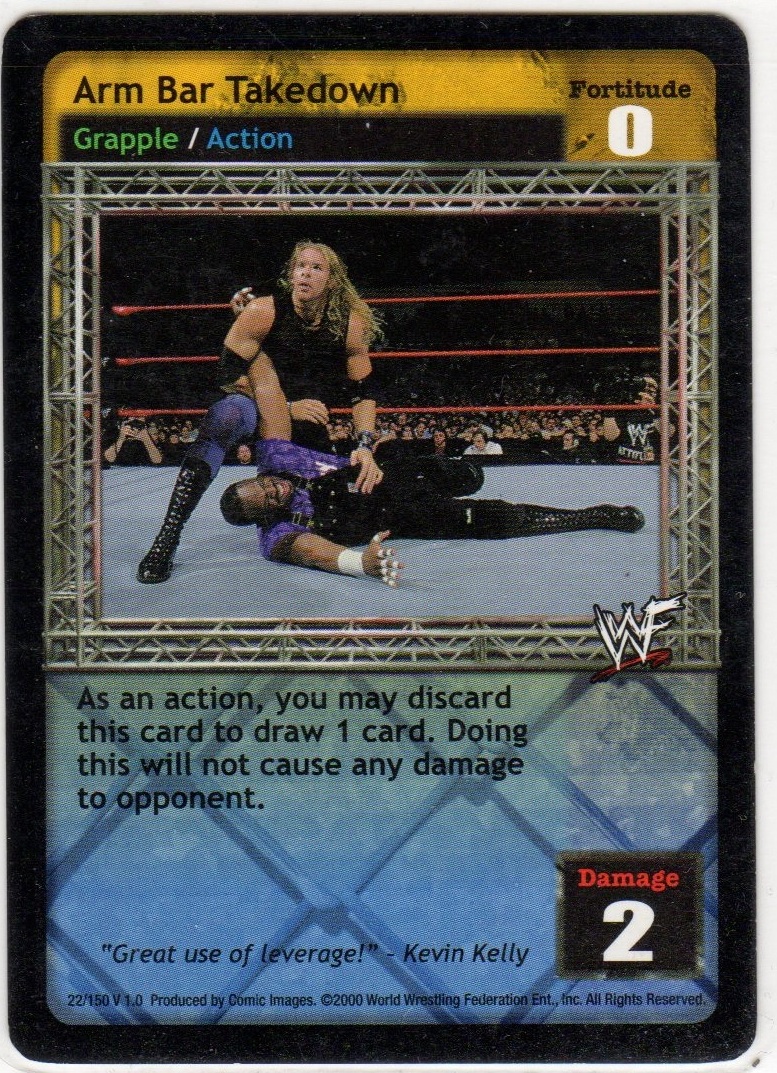 Arm Bar Takedown
Fortitude
0
Grapple / Action
WF
As an action, you may discard
this card to draw 1 card. Doing
this will not cause any damage
to opponent.
Damage
2
"Great use of leverage!" - Kevin Kelly
22/150 V 1.0 Produced by Comic Images. ©2000 World Wrestling Federation Ent., Inc. All Rights Reserved.